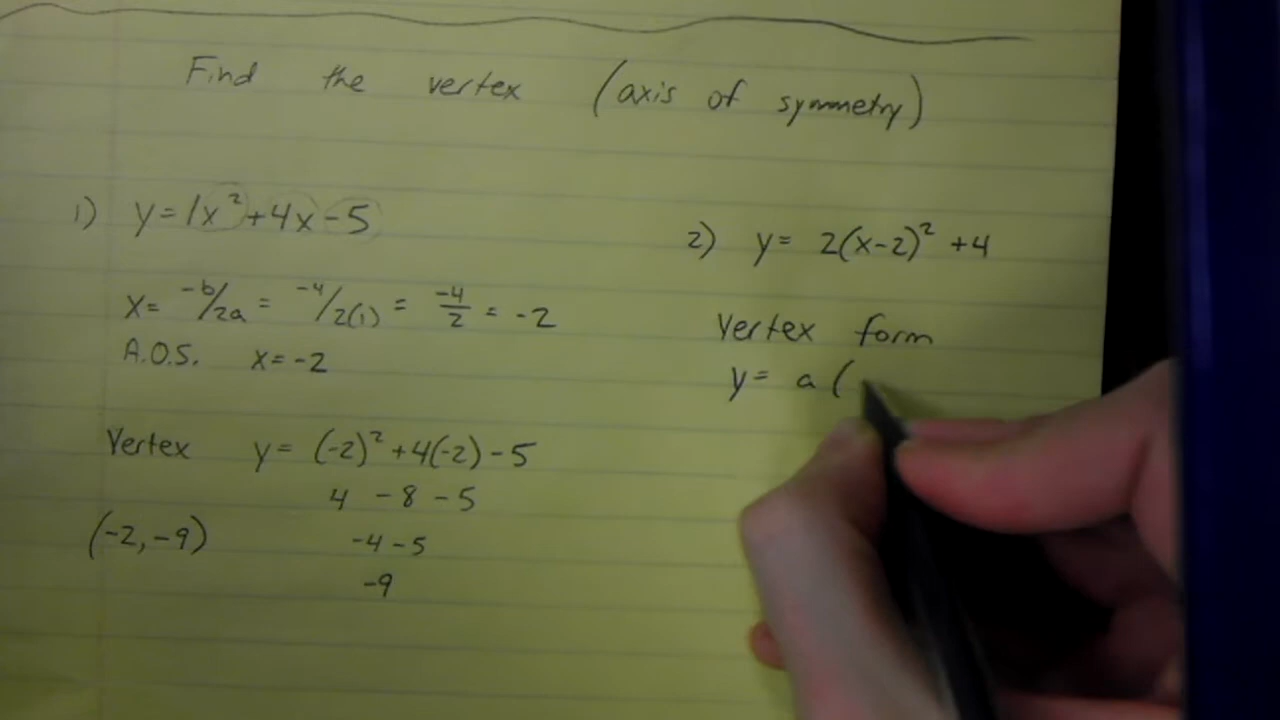 Find the vertex (axis of symmetry)
1) y=1x²+4x-5
x= -b/2a = -4/2(1) = -4/2 = -2
A.O.S. x=-2
Vertex y= (-2)²+4(-2)-5
4 -8 -5
(-2,-9) -4-5
-9
2) y= 2(x-2)² +4
Vertex form
y= a (